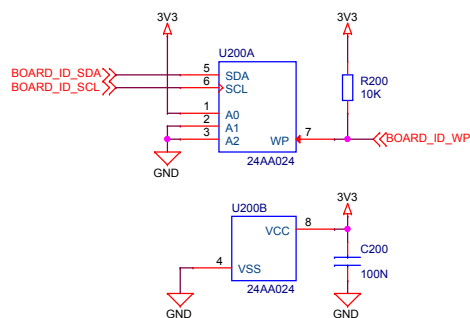 3V3
3V3
U200A
BOARD_ID_SDA
5
SDA
BOARD_ID_SCL
6
SCL
R200
10K
1
A0
2
A1
3
A2
WP
7
BOARD_ID_WP
GND
24AA024
U200B
3V3
VCC
8
C200
100N
4
VSS
24AA024
GND
GND